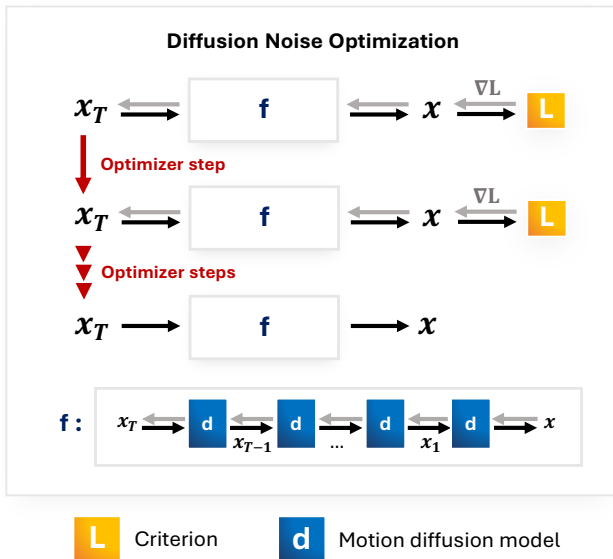 Diffusion Noise Optimization
∇L
x_T f x L
Optimizer step
∇L
x_T f x L
Optimizer steps
x_T f x
f : x_T d d d d x
x_{T−1} ... x_1
L Criterion d Motion diffusion model